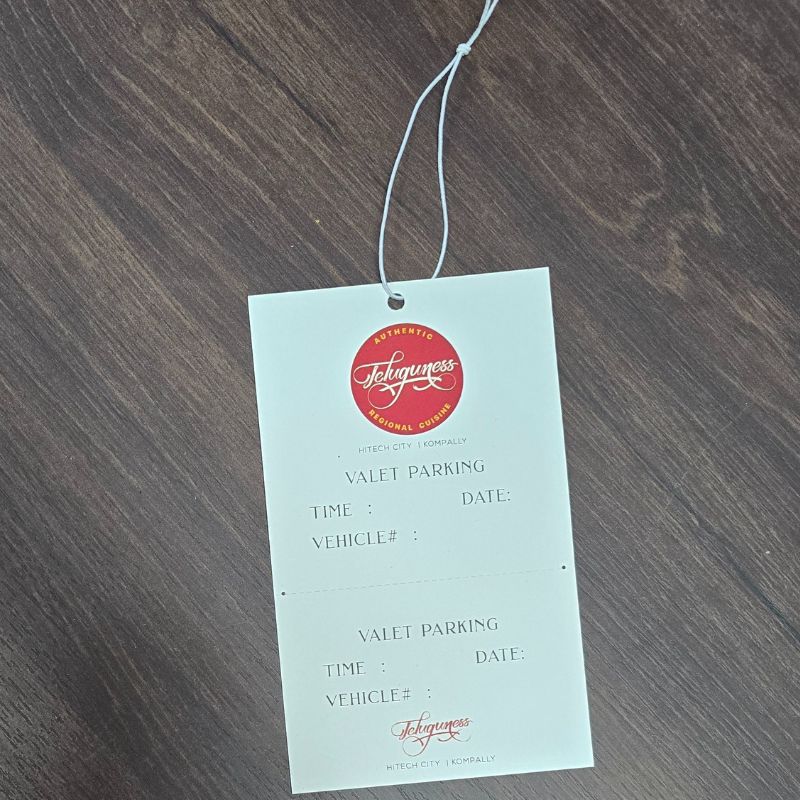 AUTHENTIC
Teluguness
REGIONAL CUISINE
HITECH CITY | KOMPALLY
VALET PARKING
TIME : DATE:
VEHICLE# :
VALET PARKING
TIME : DATE:
VEHICLE# :
Teluguness
HITECH CITY | KOMPALLY